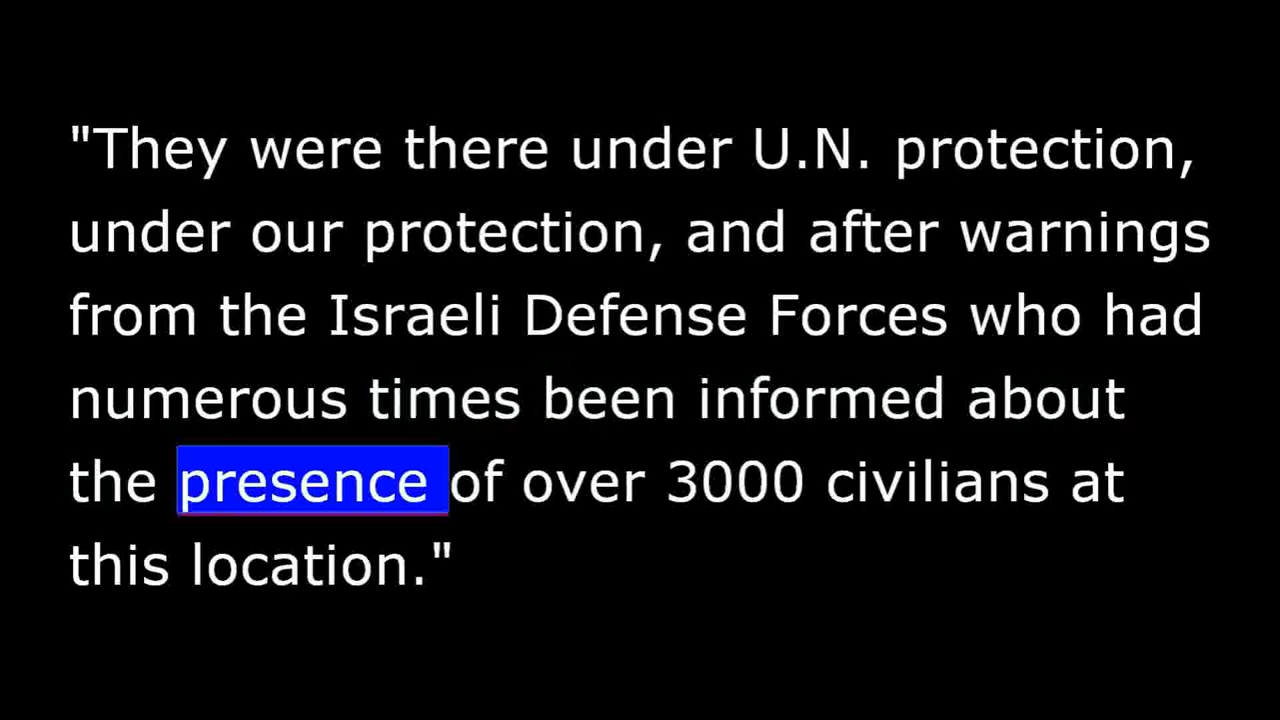 "They were there under U.N. protection,
under our protection, and after warnings
from the Israeli Defense Forces who had
numerous times been informed about
the presence of over 3000 civilians at
this location."